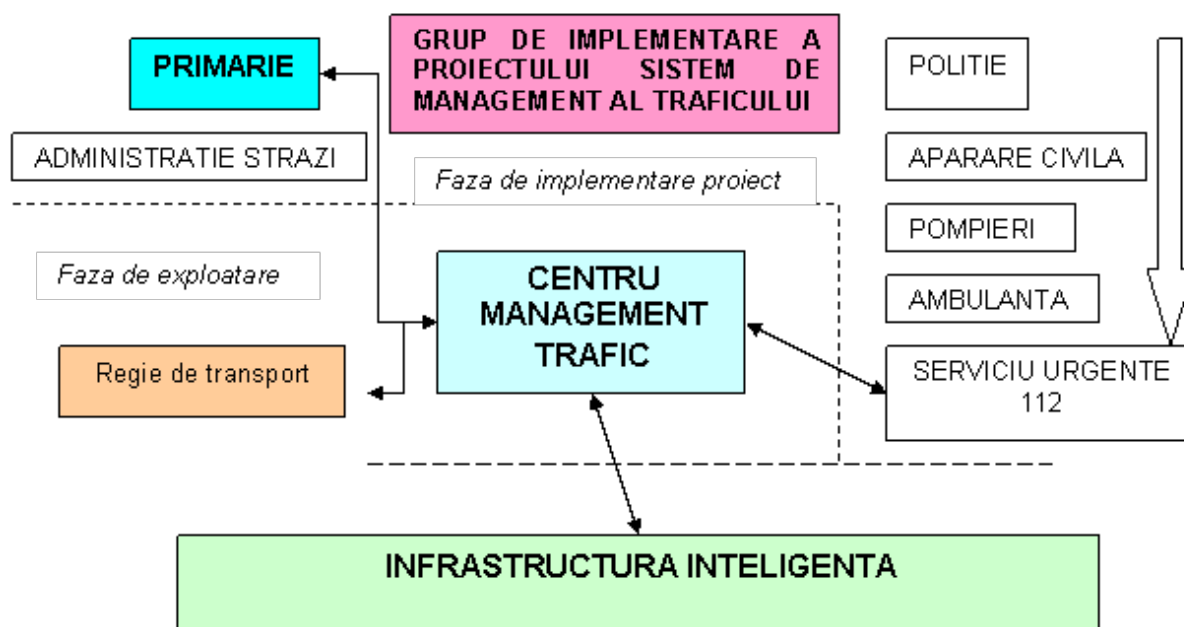 PRIMARIE
GRUP DE IMPLEMENTARE A
PROIECTULUI SISTEM DE
MANAGEMENT AL TRAFICULUI
POLITIE
ADMINISTRATIE STRAZI
APARARE CIVILA
Faza de implementare proiect
POMPIERI
Faza de exploatare
CENTRU
MANAGEMENT
TRAFIC
AMBULANTA
Regie de transport
SERVICIU URGENTE
112
INFRASTRUCTURA INTELIGENTA